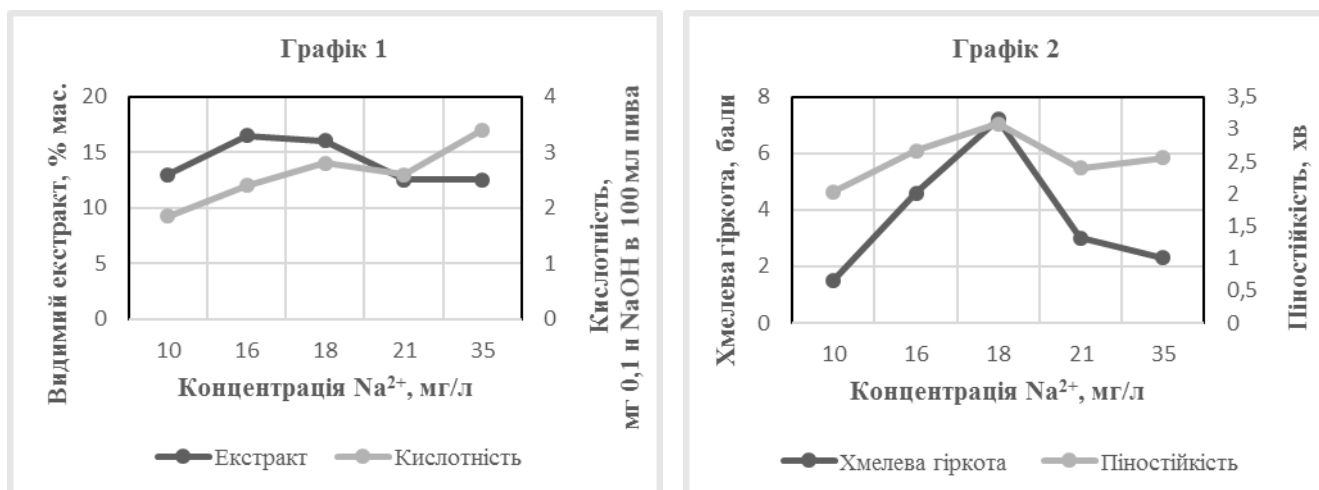 Графік 1
Видимий екстракт, % мас.
20
15
10
5
0
4
3
2
1
0
Кислотність,
мг 0,1 н NaOH в 100 мл пива
10 16 18 21 35
Концентрація Na²⁺, мг/л
Екстракт Кислотність
Графік 2
Хмелева гіркота, бали
8
6
4
2
0
3,5
3
2,5
2
1,5
1
0,5
0
Піностійкість, хв
10 16 18 21 35
Концентрація Na²⁺, мг/л
Хмелева гіркота Піностійкість